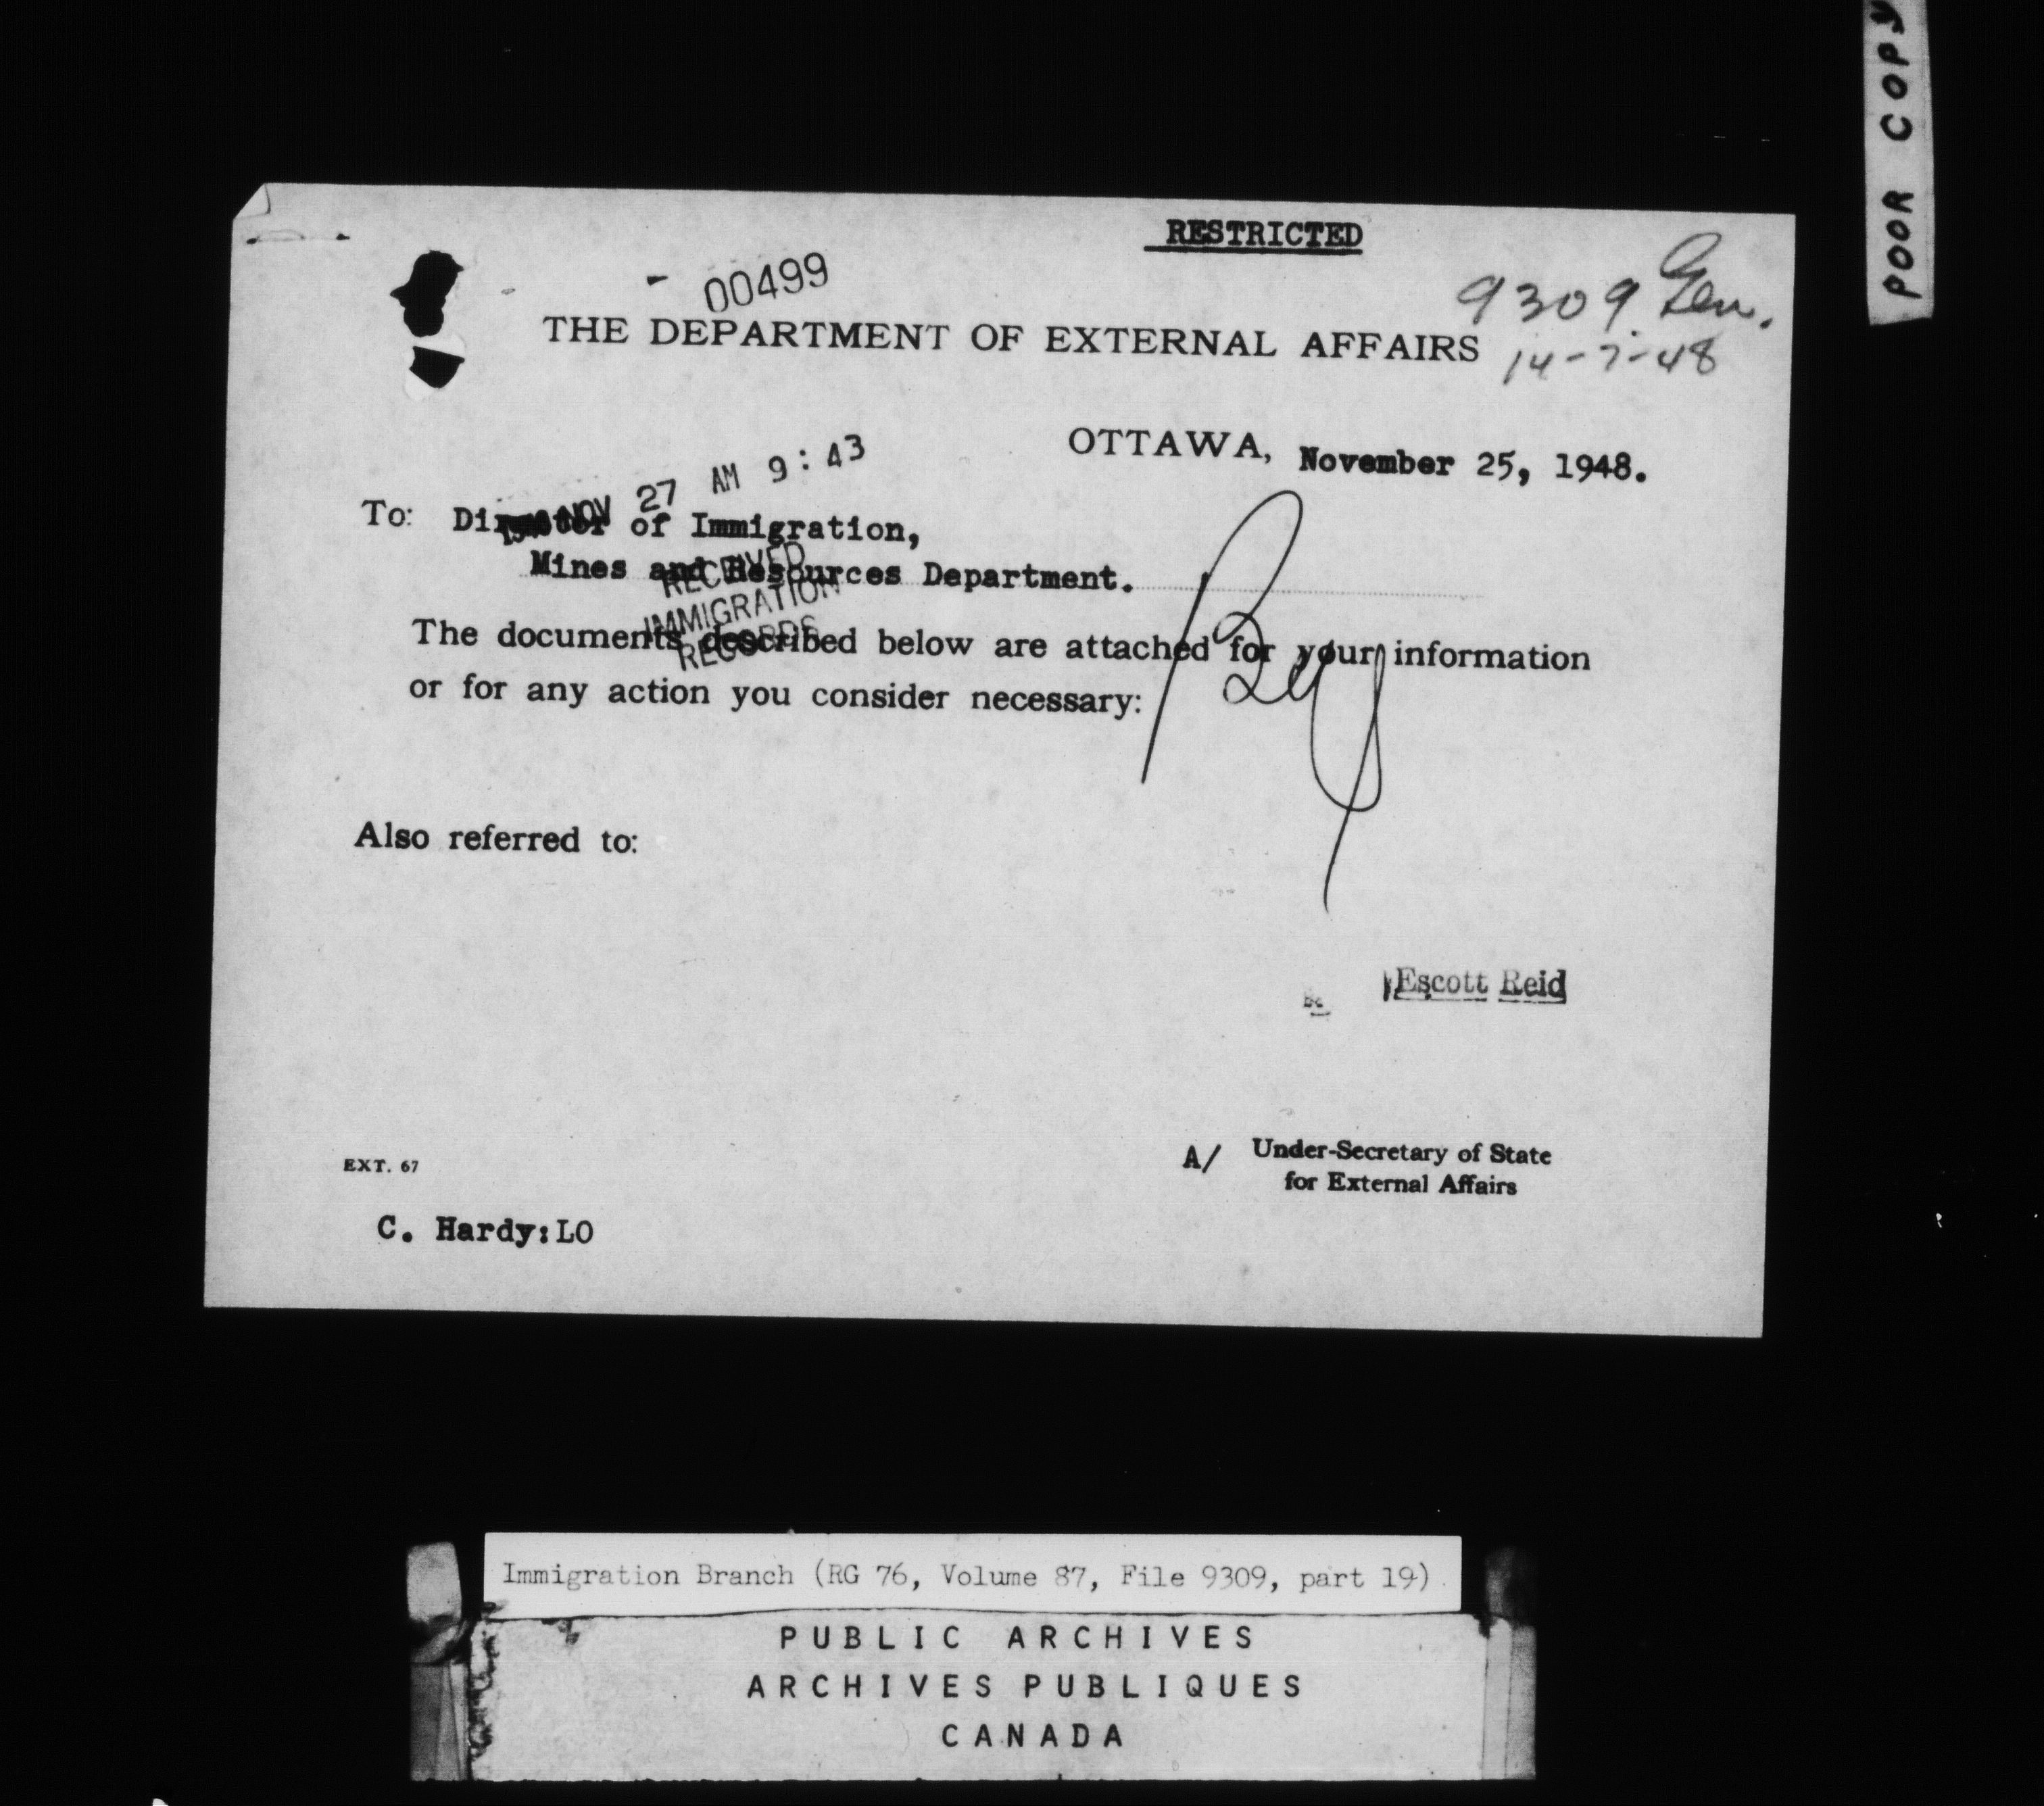 POOR COPY
RESTRICTED
00499
9309 Gen.
THE DEPARTMENT OF EXTERNAL AFFAIRS
14-7-48
OTTAWA, November 25, 1948.
NOV 27 AM 9:43
To: Director of Immigration,
Mines and Resources Department.
RECEIVED
IMMIGRATION
RECORDS
The documents described below are attached for your information
or for any action you consider necessary:
Also referred to:
Escott Reid
A/ Under-Secretary of State
for External Affairs
EXT. 67
C. Hardy:LO
Immigration Branch (RG 76, Volume 87, File 9309, part 19)
PUBLIC ARCHIVES
ARCHIVES PUBLIQUES
CANADA